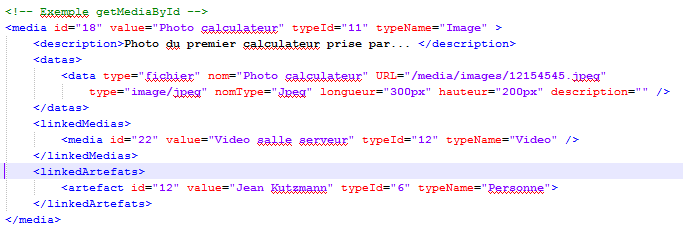 <!-- Exemple getMediaById -->
<media id="18" value="Photo calculateur" typeId="11" typeName="Image" >
<description>Photo du premier calculateur prise par... </description>
<datas>
<data type="fichier" nom="Photo calculateur" URL="/media/images/12154545.jpeg"
type="image/jpeg" nomType="Jpeg" longueur="300px" hauteur="200px" description="" />
</datas>
<linkedMedias>
<media id="22" value="Video salle serveur" typeId="12" typeName="Video" />
</linkedMedias>
<linkedArtefats>
<artefact id="12" value="Jean Kutzmann" typeId="6" typeName="Personne">
</linkedArtefats>
</media>